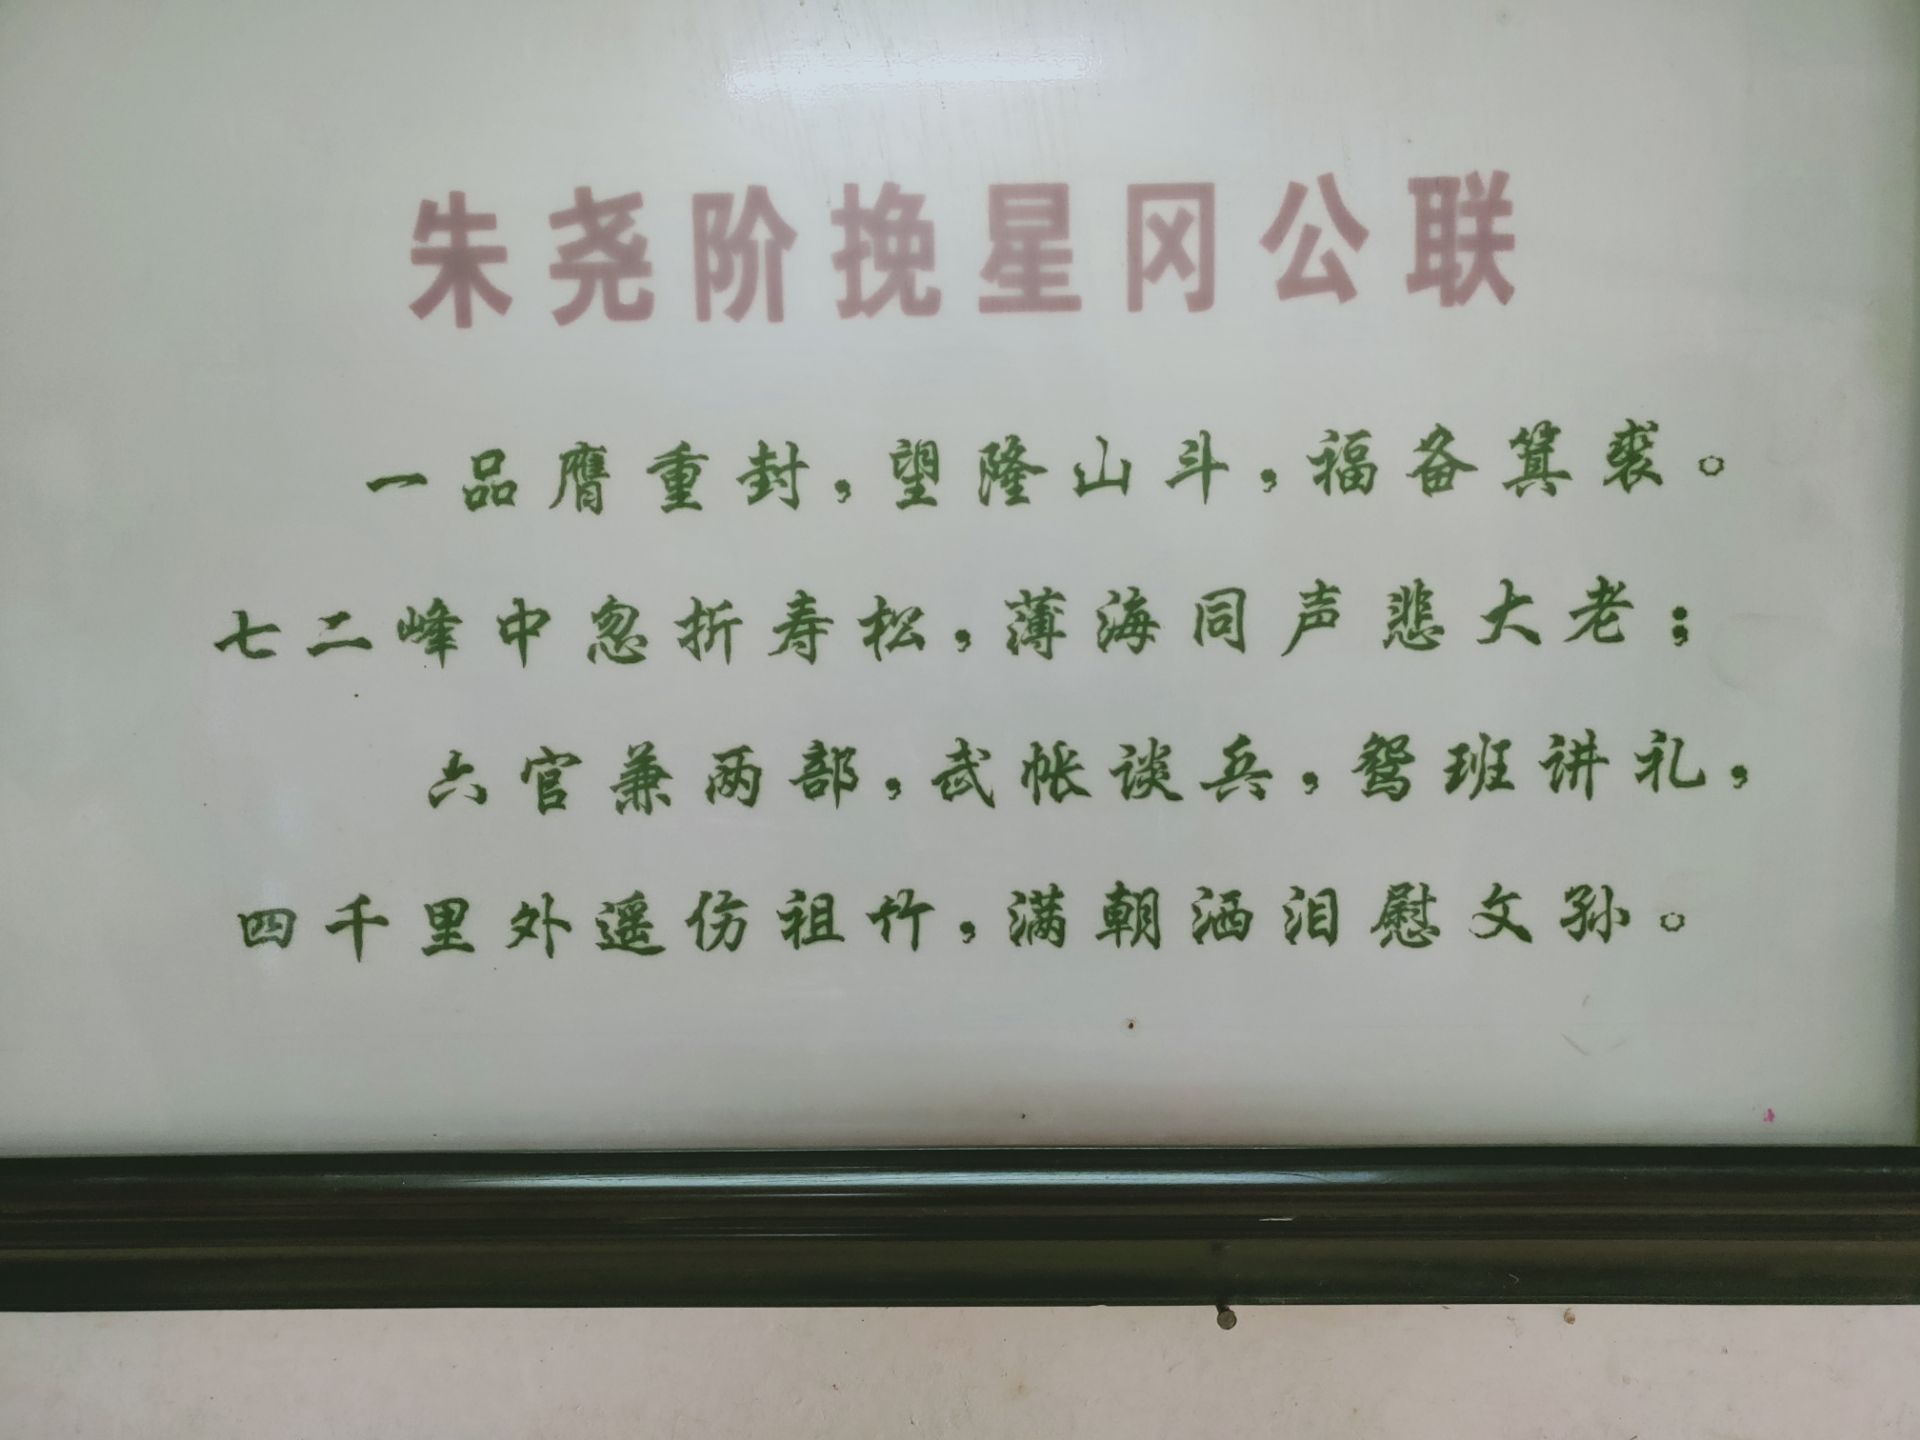 朱尧阶挽星冈公联
一品膺重封，望隆山斗，福备箕裘。
七二峰中忽折寿松，薄海同声悲大老；
六官兼两部，武帐谈兵，鸳班讲礼，
四千里外遥伤祖竹，满朝洒泪慰文孙。